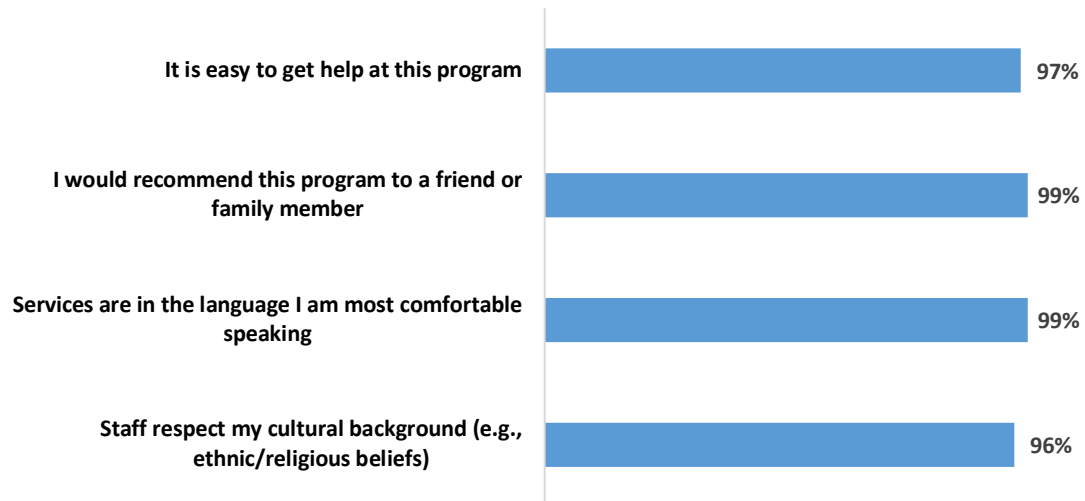 It is easy to get help at this program
97%
I would recommend this program to a friend or
family member
99%
Services are in the language I am most comfortable
speaking
99%
Staff respect my cultural background (e.g.,
ethnic/religious beliefs)
96%